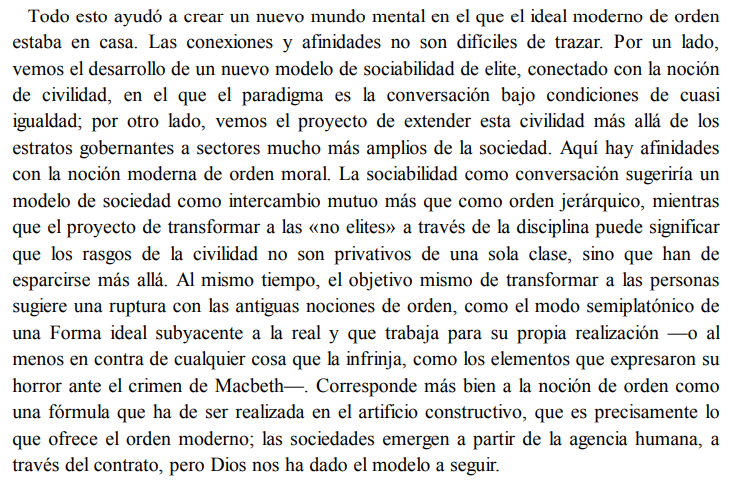 Todo esto ayudó a crear un nuevo mundo mental en el que el ideal moderno de orden
estaba en casa. Las conexiones y afinidades no son difíciles de trazar. Por un lado,
vemos el desarrollo de un nuevo modelo de sociabilidad de elite, conectado con la noción
de civilidad, en el que el paradigma es la conversación bajo condiciones de cuasi
igualdad; por otro lado, vemos el proyecto de extender esta civilidad más allá de los
estratos gobernantes a sectores mucho más amplios de la sociedad. Aquí hay afinidades
con la noción moderna de orden moral. La sociabilidad como conversación sugeriría un
modelo de sociedad como intercambio mutuo más que como orden jerárquico, mientras
que el proyecto de transformar a las «no elites» a través de la disciplina puede significar
que los rasgos de la civilidad no son privativos de una sola clase, sino que han de
esparcirse más allá. Al mismo tiempo, el objetivo mismo de transformar a las personas
sugiere una ruptura con las antiguas nociones de orden, como el modo semiplatónico de
una Forma ideal subyacente a la real y que trabaja para su propia realización —o al
menos en contra de cualquier cosa que la infrinja, como los elementos que expresaron su
horror ante el crimen de Macbeth—. Corresponde más bien a la noción de orden como
una fórmula que ha de ser realizada en el artificio constructivo, que es precisamente lo
que ofrece el orden moderno; las sociedades emergen a partir de la agencia humana, a
través del contrato, pero Dios nos ha dado el modelo a seguir.